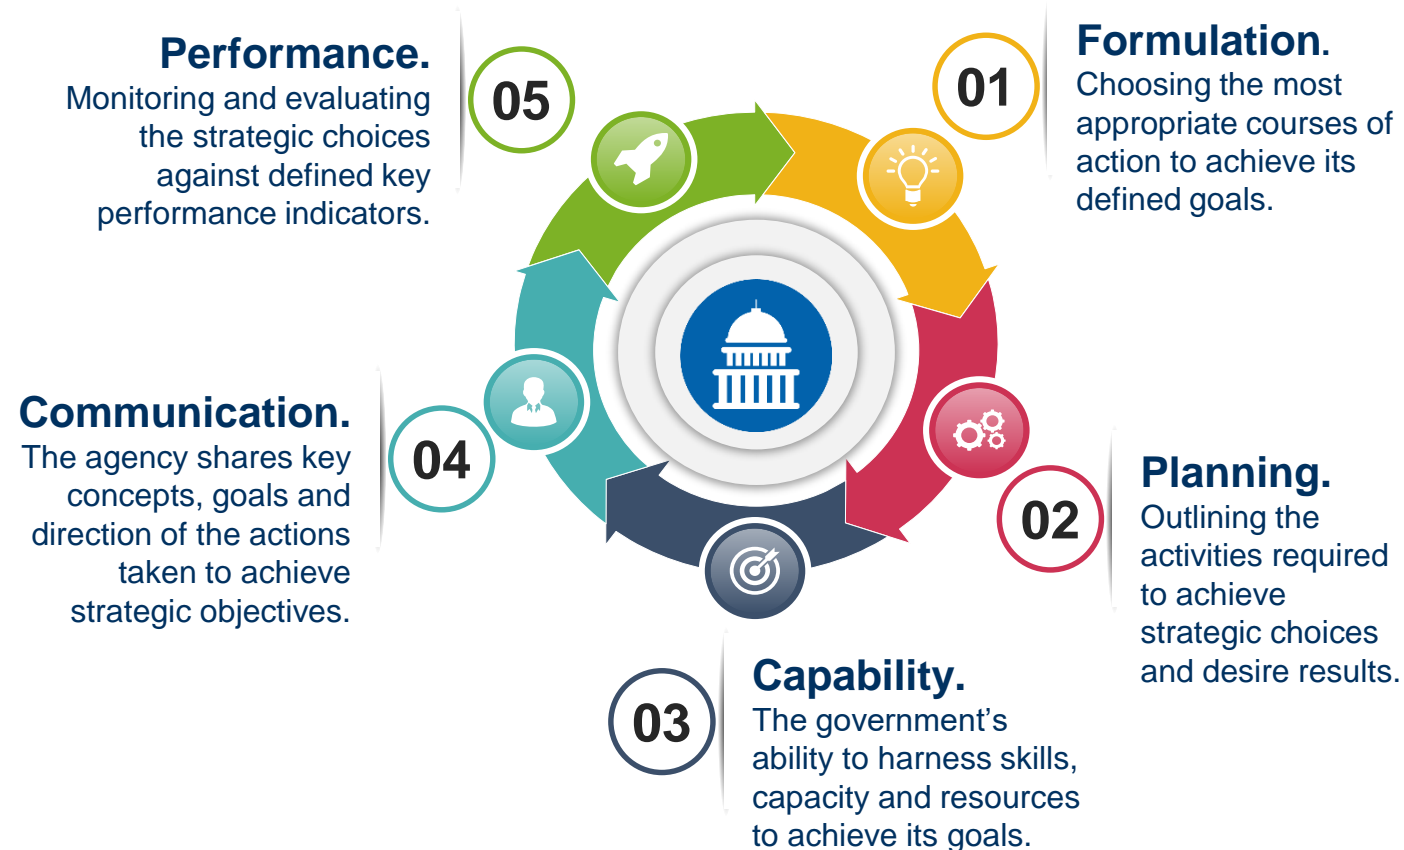 01
Formulation.
Choosing the most
appropriate courses of
action to achieve its
defined goals.
02
Planning.
Outlining the
activities required
to achieve
strategic choices
and desire results.
03
Capability.
The government’s
ability to harness skills,
capacity and resources
to achieve its goals.
04
Communication.
The agency shares key
concepts, goals and
direction of the actions
taken to achieve
strategic objectives.
05
Performance.
Monitoring and evaluating
the strategic choices
against defined key
performance indicators.